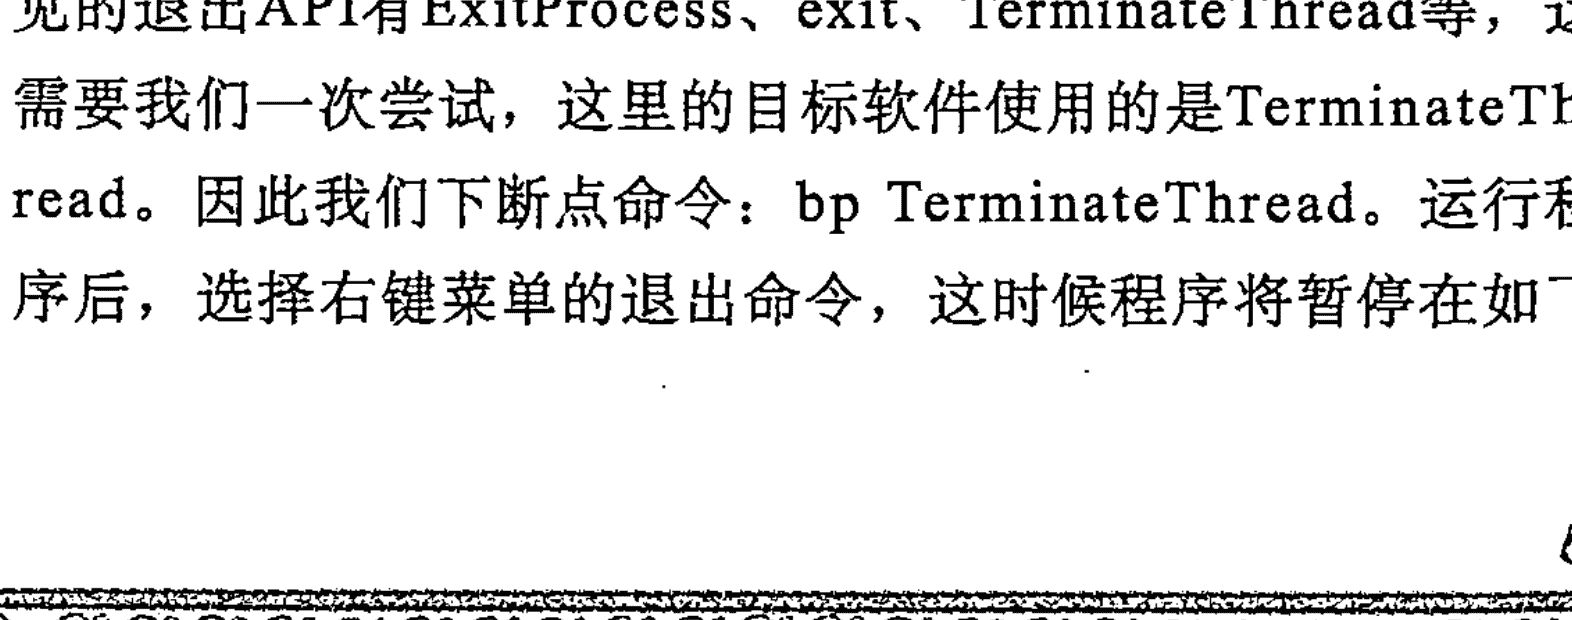 见的退出API有ExitProcess、exit、TerminateThread等，这
需要我们一次尝试，这里的目标软件使用的是TerminateTh
read。因此我们下断点命令：bp TerminateThread。运行程
序后，选择右键菜单的退出命令，这时候程序将暂停在如下